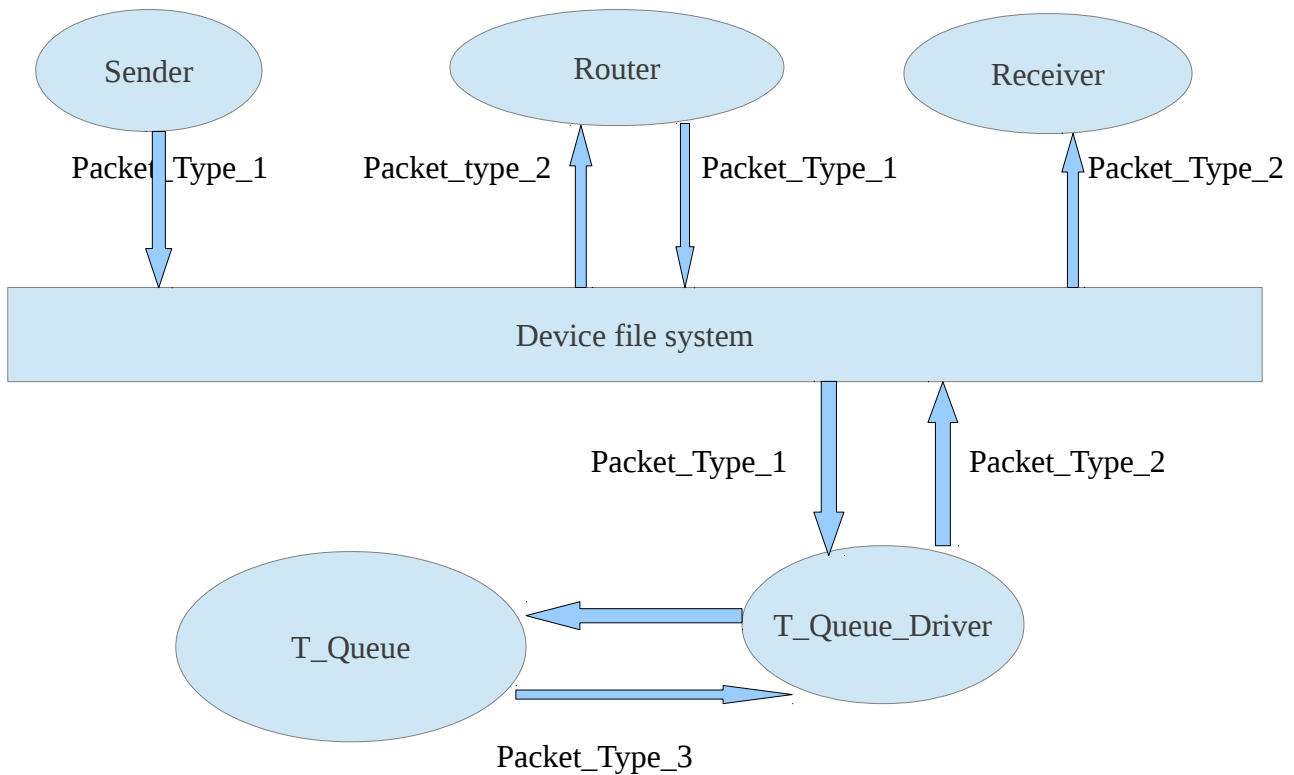 Sender
Router
Receiver
Packet_Type_1
Packet_type_2
Packet_Type_1
Packet_Type_2
Device file system
Packet_Type_1
Packet_Type_2
T_Queue
T_Queue_Driver
Packet_Type_3